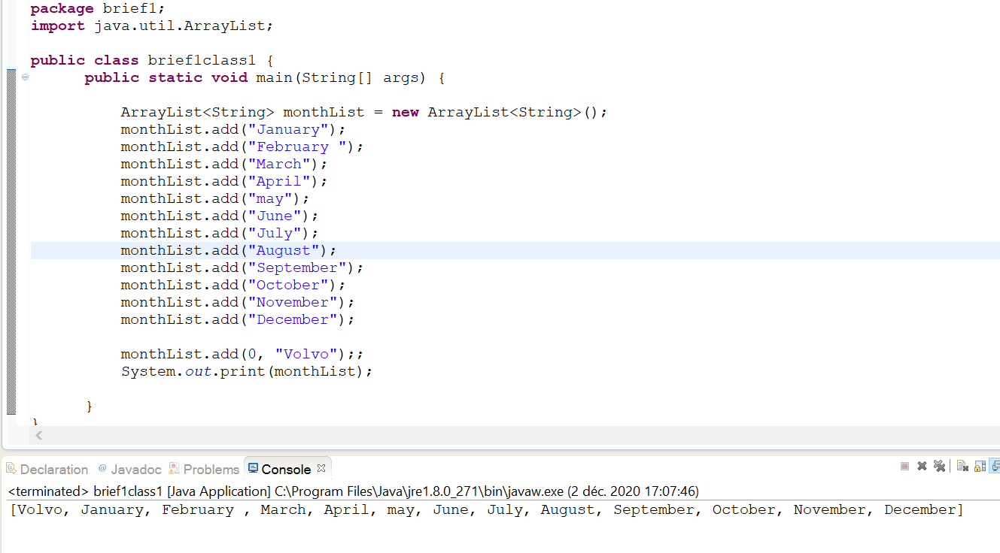 package brief1;
import java.util.ArrayList;
public class brief1class1 {
public static void main(String[] args) {
ArrayList<String> monthList = new ArrayList<String>();
monthList.add("January");
monthList.add("February ");
monthList.add("March");
monthList.add("April");
monthList.add("may");
monthList.add("June");
monthList.add("July");
monthList.add("August");
monthList.add("September");
monthList.add("October");
monthList.add("November");
monthList.add("December");
monthList.add(0, "Volvo");;
System.out.print(monthList);
}
}
Declaration @ Javadoc Problems Console
<terminated> brief1class1 [Java Application] C:\Program Files\Java\jre1.8.0_271\bin\javaw.exe (2 déc. 2020 17:07:46)
[Volvo, January, February , March, April, may, June, July, August, September, October, November, December]